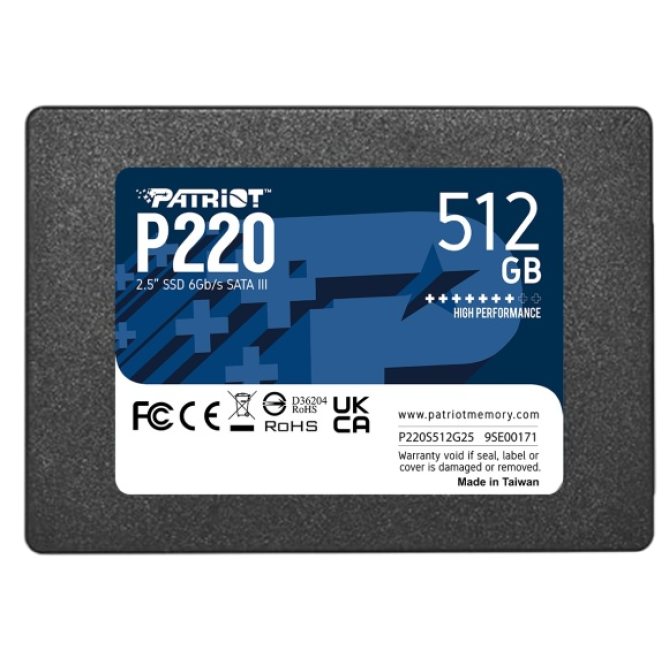 PATRIOT™
P220
2.5" SSD 6Gb/s SATA III
512
GB
+++++++++
HIGH PERFORMANCE
FC CE
D36204
RoHS
RoHS
UK
CA
www.patriotmemory.com
P220S512G25 9SE00171
Warranty void if seal, label or
cover is damaged or removed.
Made in Taiwan